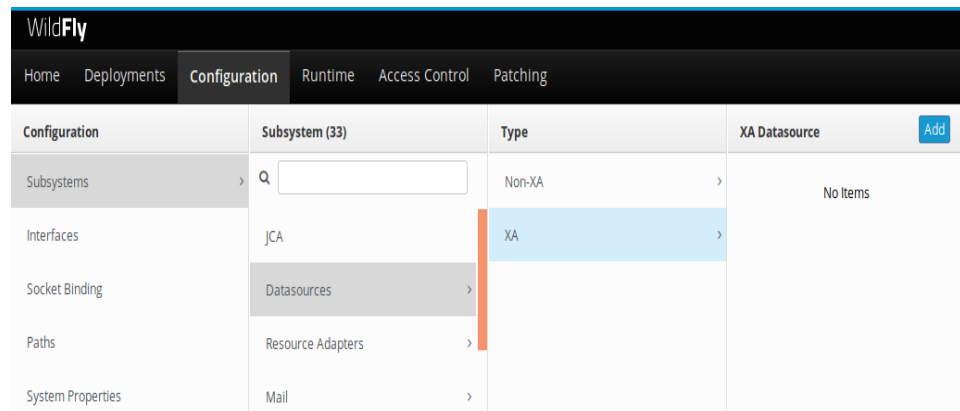 WildFly
Home Deployments Configuration Runtime Access Control Patching
Configuration Subsystem (33) Type XA Datasource Add
Subsystems Non-XA No Items
Interfaces JCA XA
Socket Binding Datasources
Paths Resource Adapters
System Properties Mail